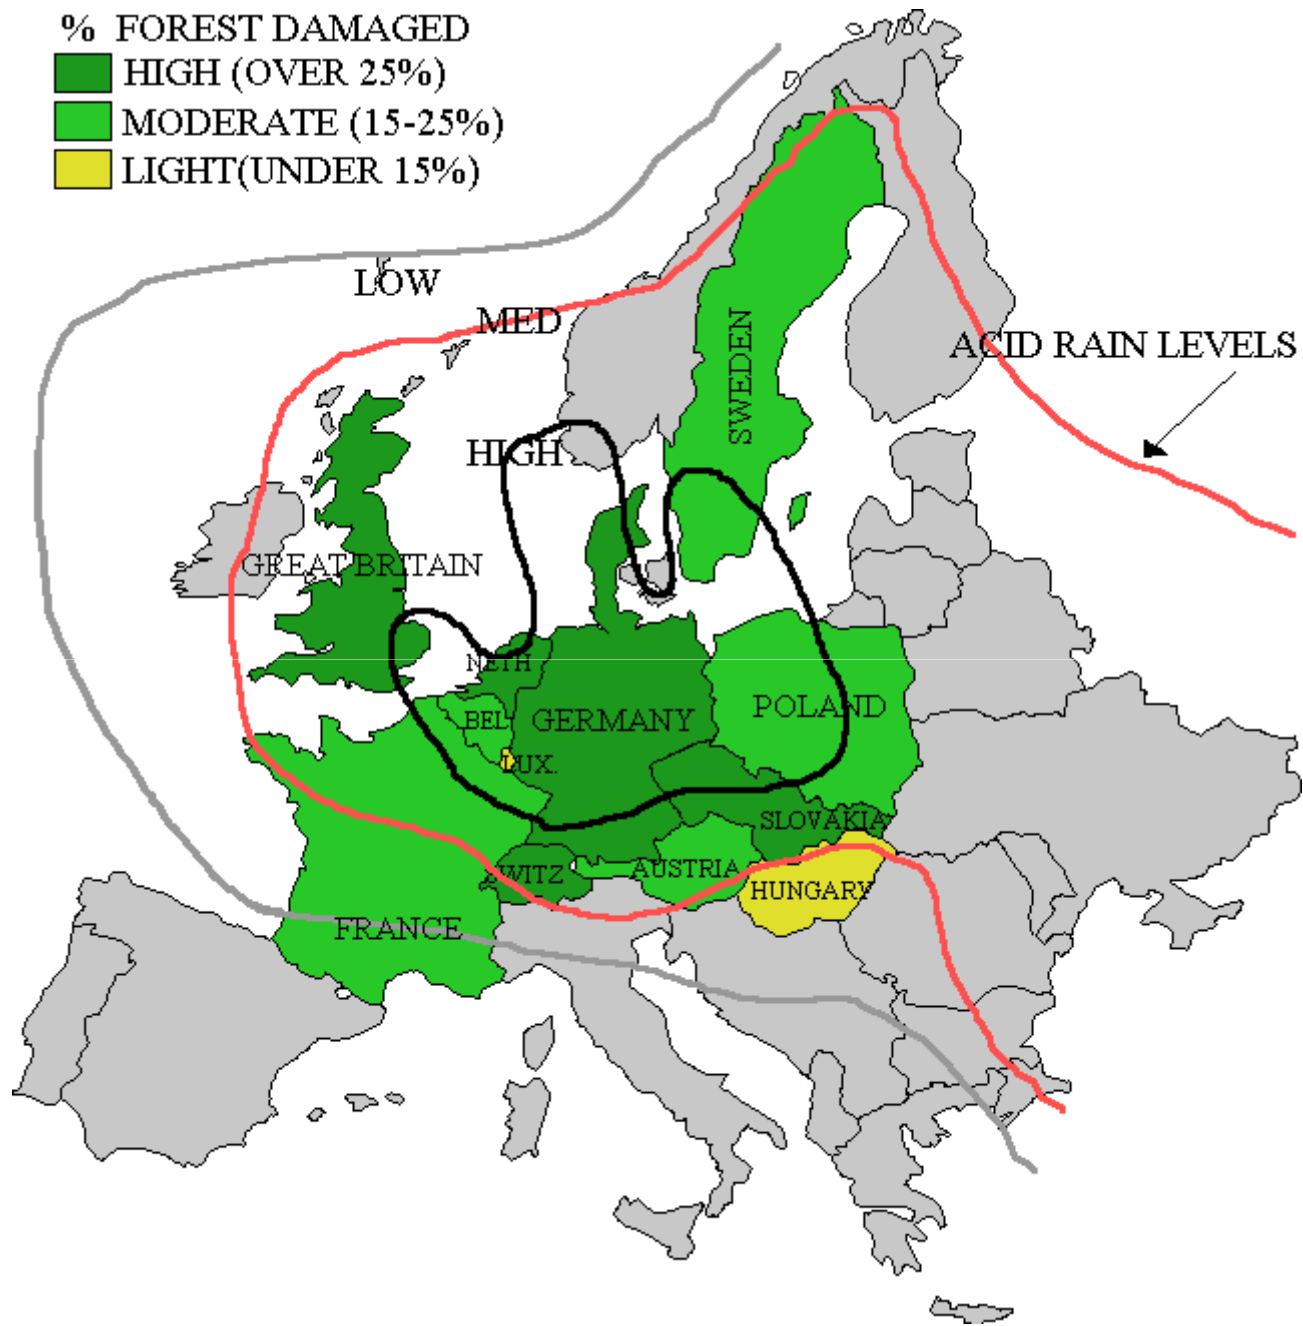 % FOREST DAMAGED
HIGH (OVER 25%)
MODERATE (15-25%)
LIGHT(UNDER 15%)
LOW
MED
ACID RAIN LEVELS
SWEDEN
HIGH
GREAT BRITAIN
NETH
BEL
GERMANY
POLAND
LUX.
SLOVAKIA
SWITZ
AUSTRIA
HUNGARY
FRANCE